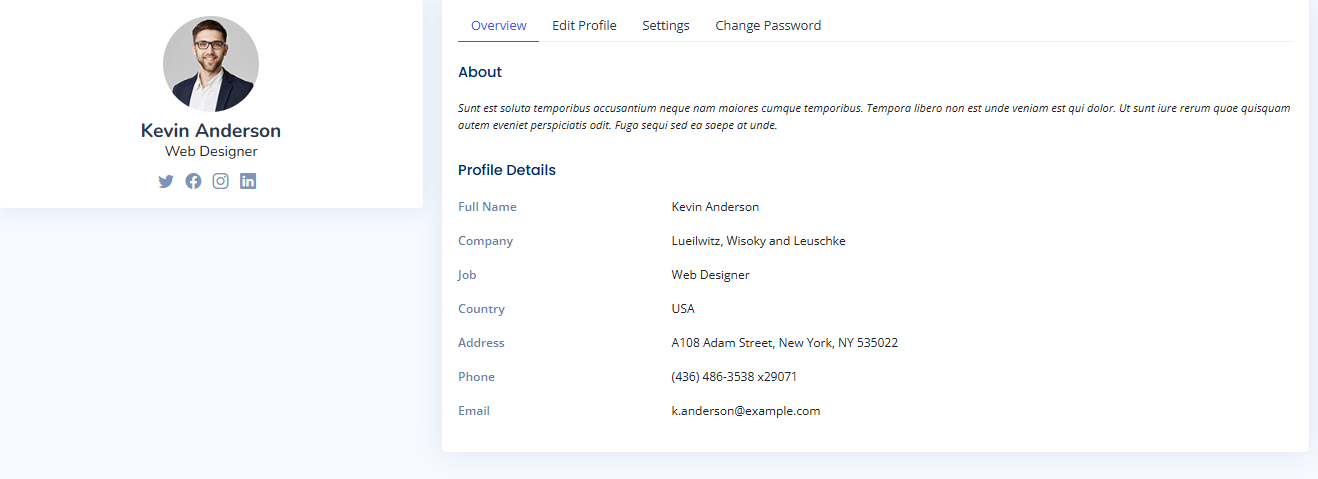 Kevin Anderson
Web Designer
Overview Edit Profile Settings Change Password
About
Sunt est soluta temporibus accusantium neque nam maiores cumque temporibus. Tempora libero non est unde veniam est qui dolor. Ut sunt iure rerum quae quisquam
autem eveniet perspiciatis odit. Fuga sequi sed ea saepe at unde.
Profile Details
Full Name Kevin Anderson
Company Lueilwitz, Wisoky and Leuschke
Job Web Designer
Country USA
Address A108 Adam Street, New York, NY 535022
Phone (436) 486-3538 x29071
Email k.anderson@example.com